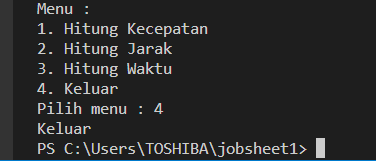 Menu :
1. Hitung Kecepatan
2. Hitung Jarak
3. Hitung Waktu
4. Keluar
Pilih menu : 4
Keluar
PS C:\Users\TOSHIBA\jobsheet1>